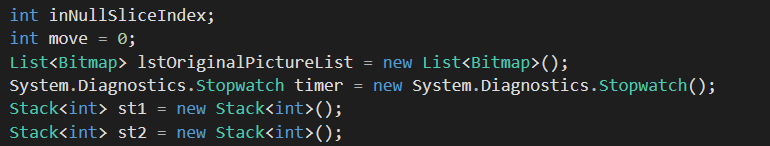 int inNullSliceIndex;
int move = 0;
List<Bitmap> lstOriginalPictureList = new List<Bitmap>();
System.Diagnostics.Stopwatch timer = new System.Diagnostics.Stopwatch();
Stack<int> st1 = new Stack<int>();
Stack<int> st2 = new Stack<int>();